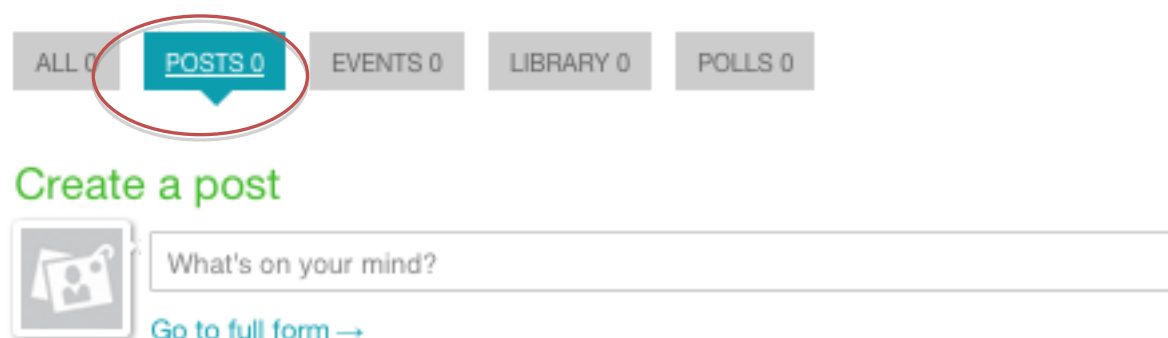 ALL 0 POSTS 0 EVENTS 0 LIBRARY 0 POLLS 0
Create a post
What's on your mind?
Go to full form →